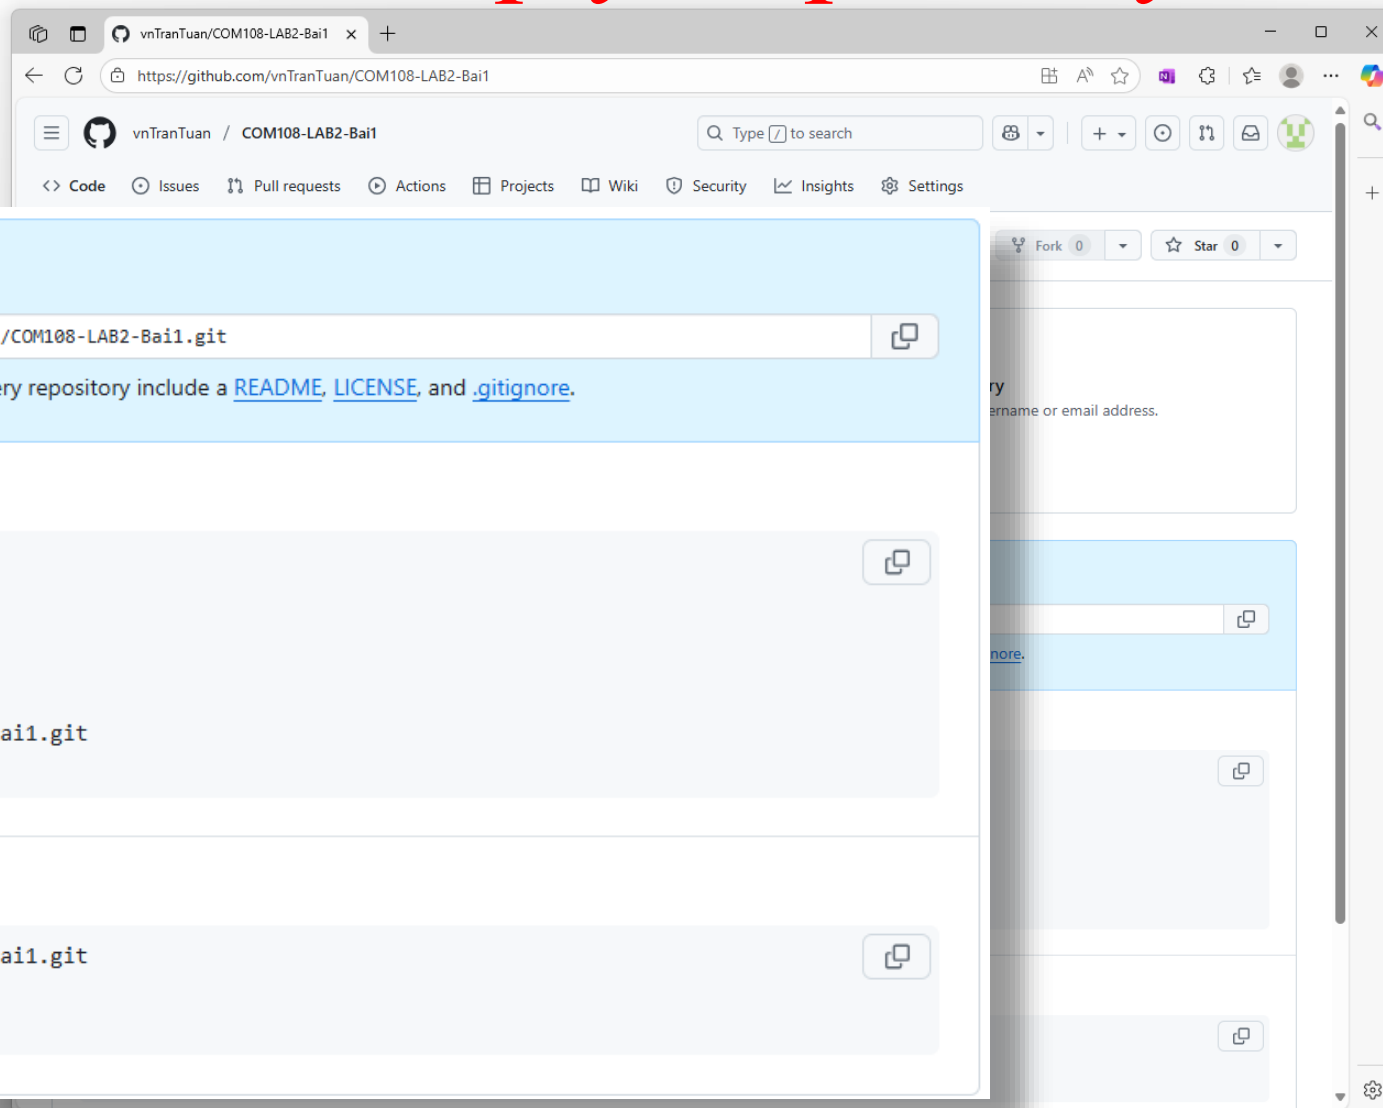 vnTranTuan/COM108-LAB2-Bai1
https://github.com/vnTranTuan/COM108-LAB2-Bai1
vnTranTuan / COM108-LAB2-Bai1
Type / to search
Code Issues Pull requests Actions Projects Wiki Security Insights Settings
Fork 0 Star 0
/COM108-LAB2-Bai1.git
ery repository include a README, LICENSE, and .gitignore.
ry
ername or email address.
nore.
ai1.git
ai1.git